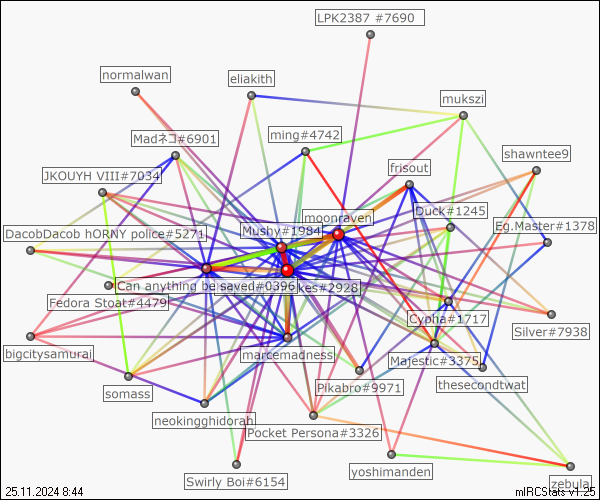 LPK2387 #7690
normalwan
eliakith
mukszi
ming#4742
Madネコ#6901
shawntee9
frisout
JKOUYH VIII#7034
moonraven
Duck#1245
Eg.Master#1378
Mushy#1984
DacobDacob hORNY police#5271
Can anything be saved#0396
kes#2928
Fedora Stoat#4479
Cypha#1717
Silver#7938
bigcitysamurai
marcemadness
Majestic#3375
thesecondtwat
Pikabro#9971
somass
neokingghidorah
Pocket Persona#3326
yoshimanden
Swirly Boi#6154
zebula
25.11.2024 8:44
mIRCStats v1.25